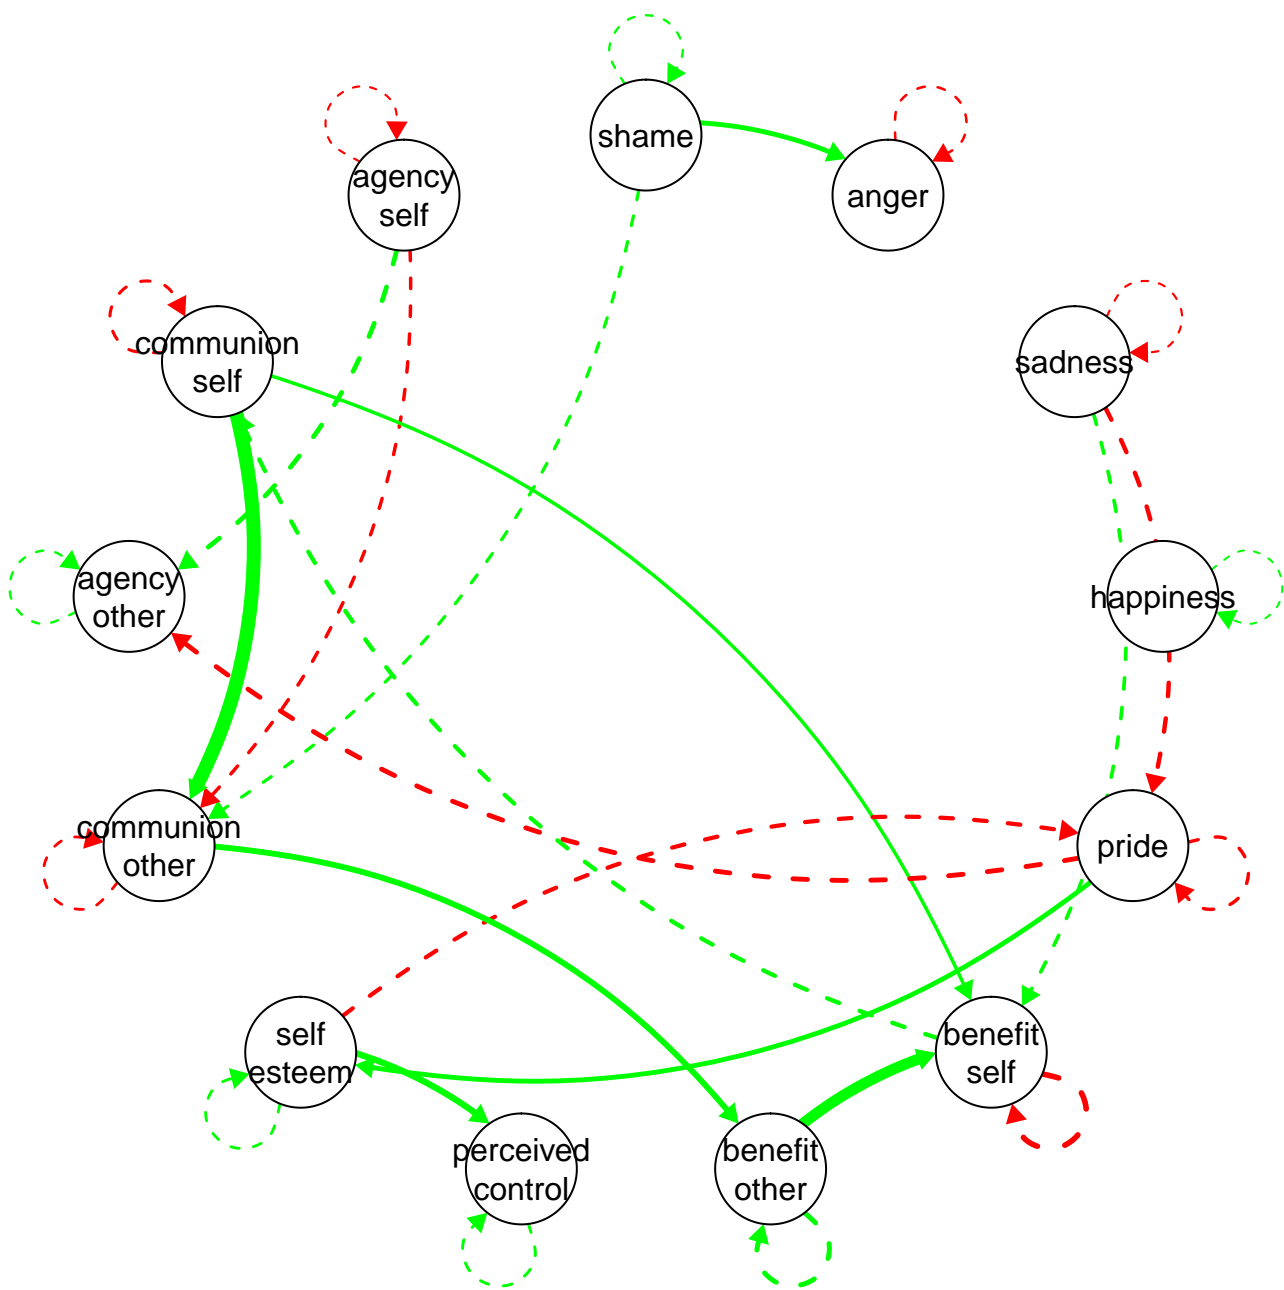 shame
agency
self
anger
communion
self
sadness
agency
other
happiness
communion
other
pride
self
esteem
benefit
self
perceived
control
benefit
other